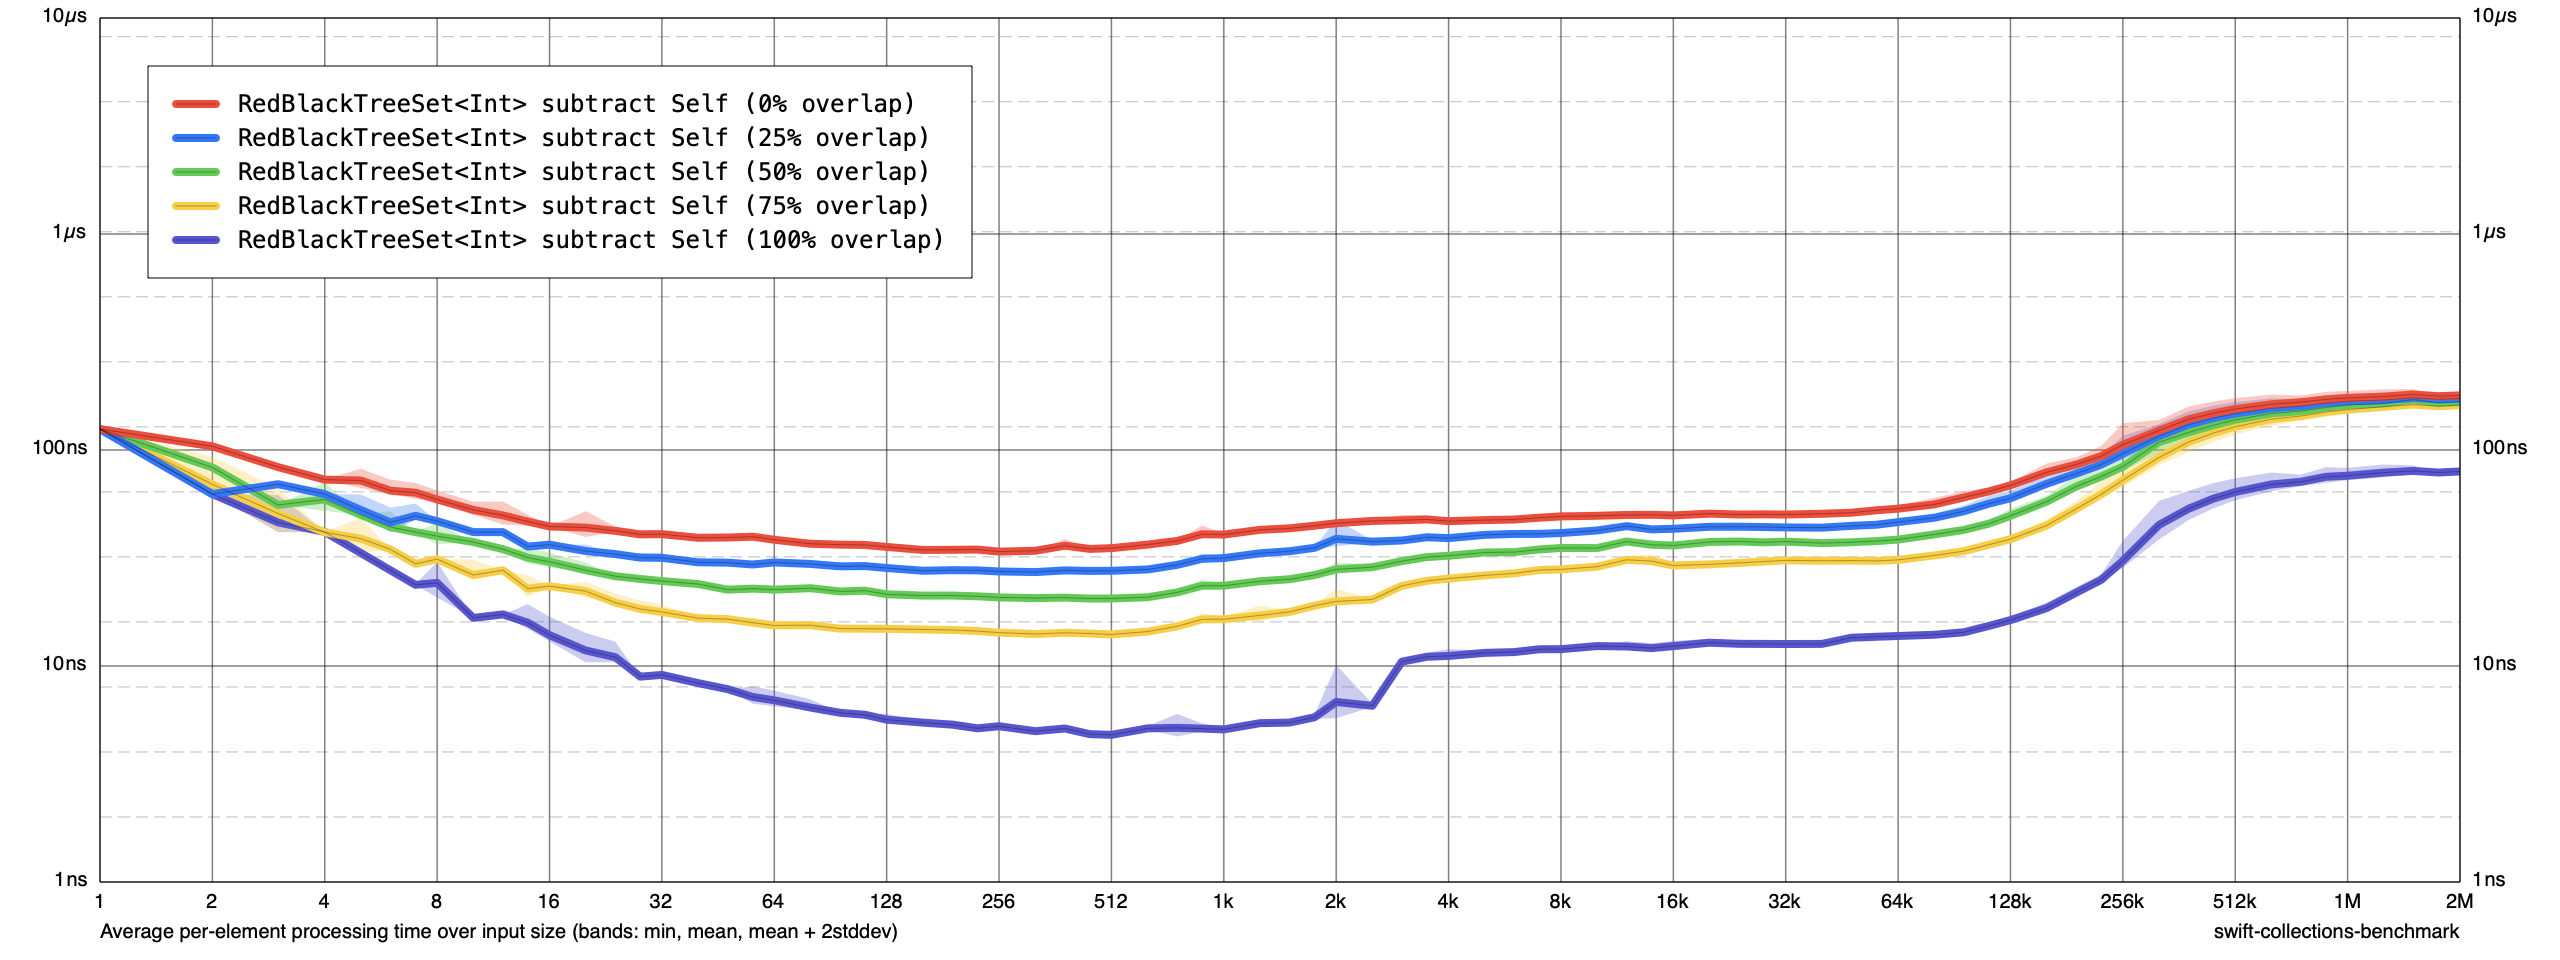 10µs
10µs
RedBlackTreeSet<Int> subtract Self (0% overlap)
RedBlackTreeSet<Int> subtract Self (25% overlap)
RedBlackTreeSet<Int> subtract Self (50% overlap)
RedBlackTreeSet<Int> subtract Self (75% overlap)
RedBlackTreeSet<Int> subtract Self (100% overlap)
1µs
1µs
100ns
100ns
10ns
10ns
1ns
1ns
1 2 4 8 16 32 64 128 256 512 1k 2k 4k 8k 16k 32k 64k 128k 256k 512k 1M 2M
Average per-element processing time over input size (bands: min, mean, mean + 2stddev)
swift-collections-benchmark